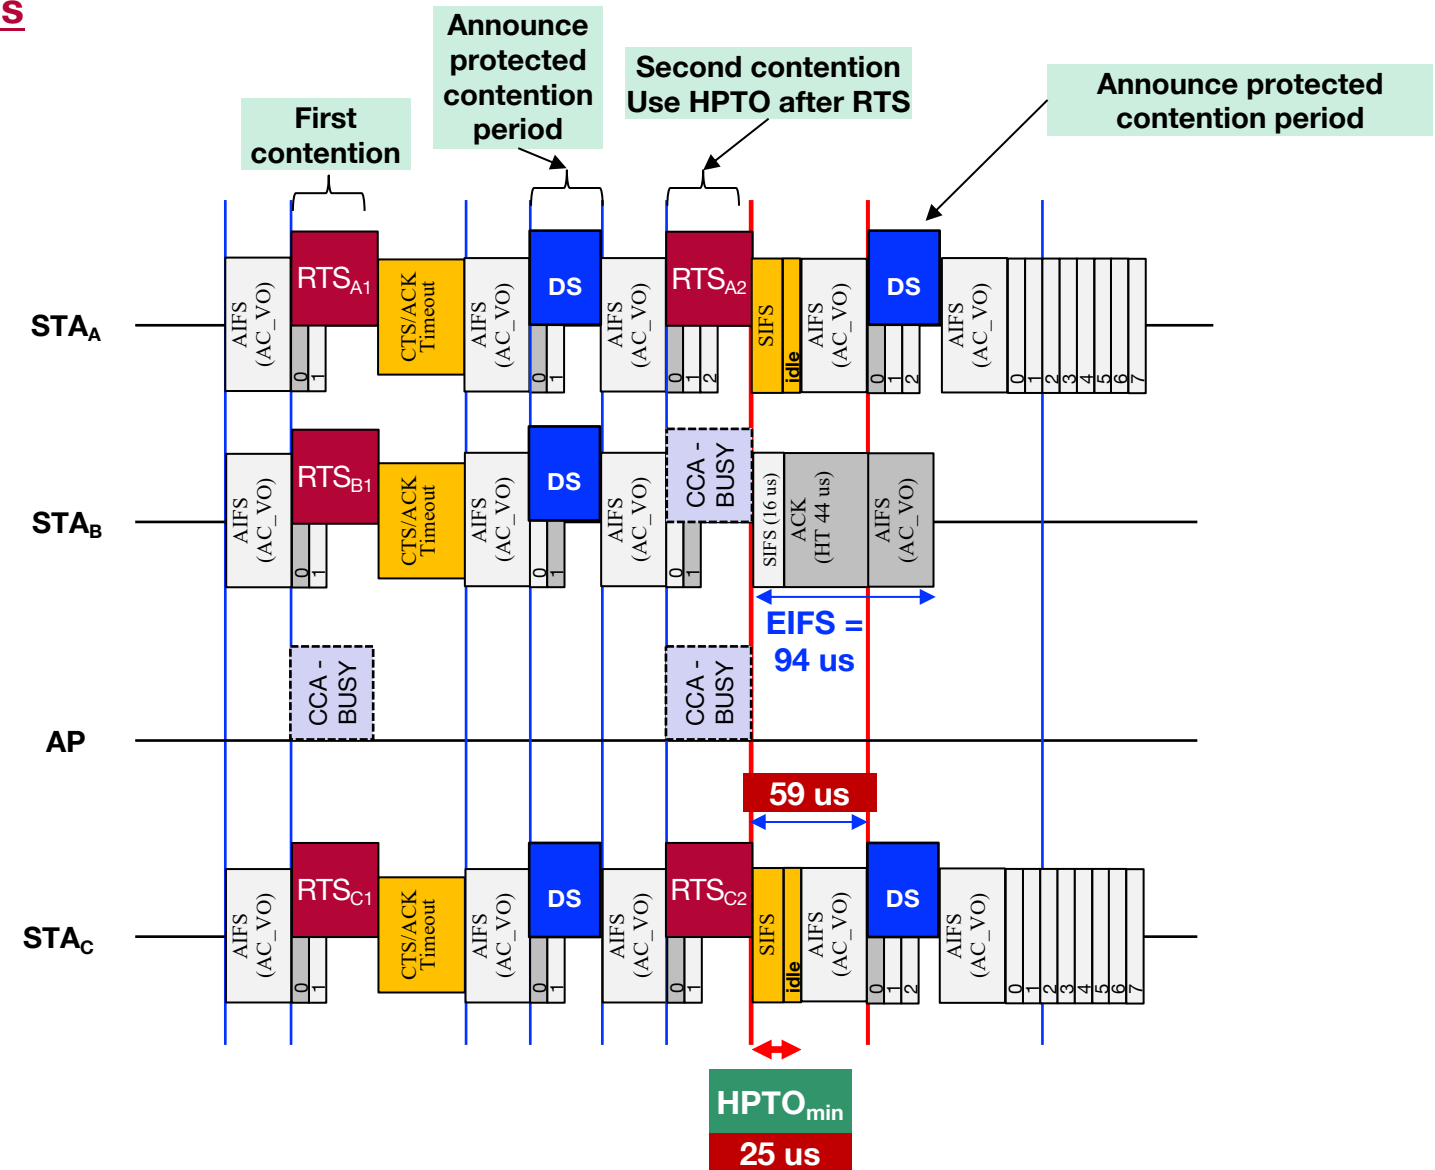 s
Announce
protected
contention
period
Second contention
Use HPTO after RTS
Announce protected
contention period
First
contention
STAA
AIFS
(AC_VO)
RTSA1
0
1
CTS/ACK
Timeout
AIFS
(AC_VO)
DS
0
1
AIFS
(AC_VO)
RTSA2
0
1
2
SIFS
idle
AIFS
(AC_VO)
DS
0
1
2
AIFS
(AC_VO)
0
1
2
3
4
5
6
7
STAB
AIFS
(AC_VO)
RTSB1
0
1
CTS/ACK
Timeout
AIFS
(AC_VO)
DS
0
1
AIFS
(AC_VO)
CCA -
BUSY
0
1
SIFS (16 us)
ACK
(HT 44 us)
AIFS
(AC_VO)
EIFS =
94 us
AP
CCA -
BUSY
CCA -
BUSY
59 us
STAC
AIFS
(AC_VO)
RTSC1
0
1
CTS/ACK
Timeout
AIFS
(AC_VO)
DS
0
1
AIFS
(AC_VO)
RTSC2
0
1
SIFS
idle
AIFS
(AC_VO)
DS
0
1
2
AIFS
(AC_VO)
0
1
2
3
4
5
6
7
HPTOmin
25 us